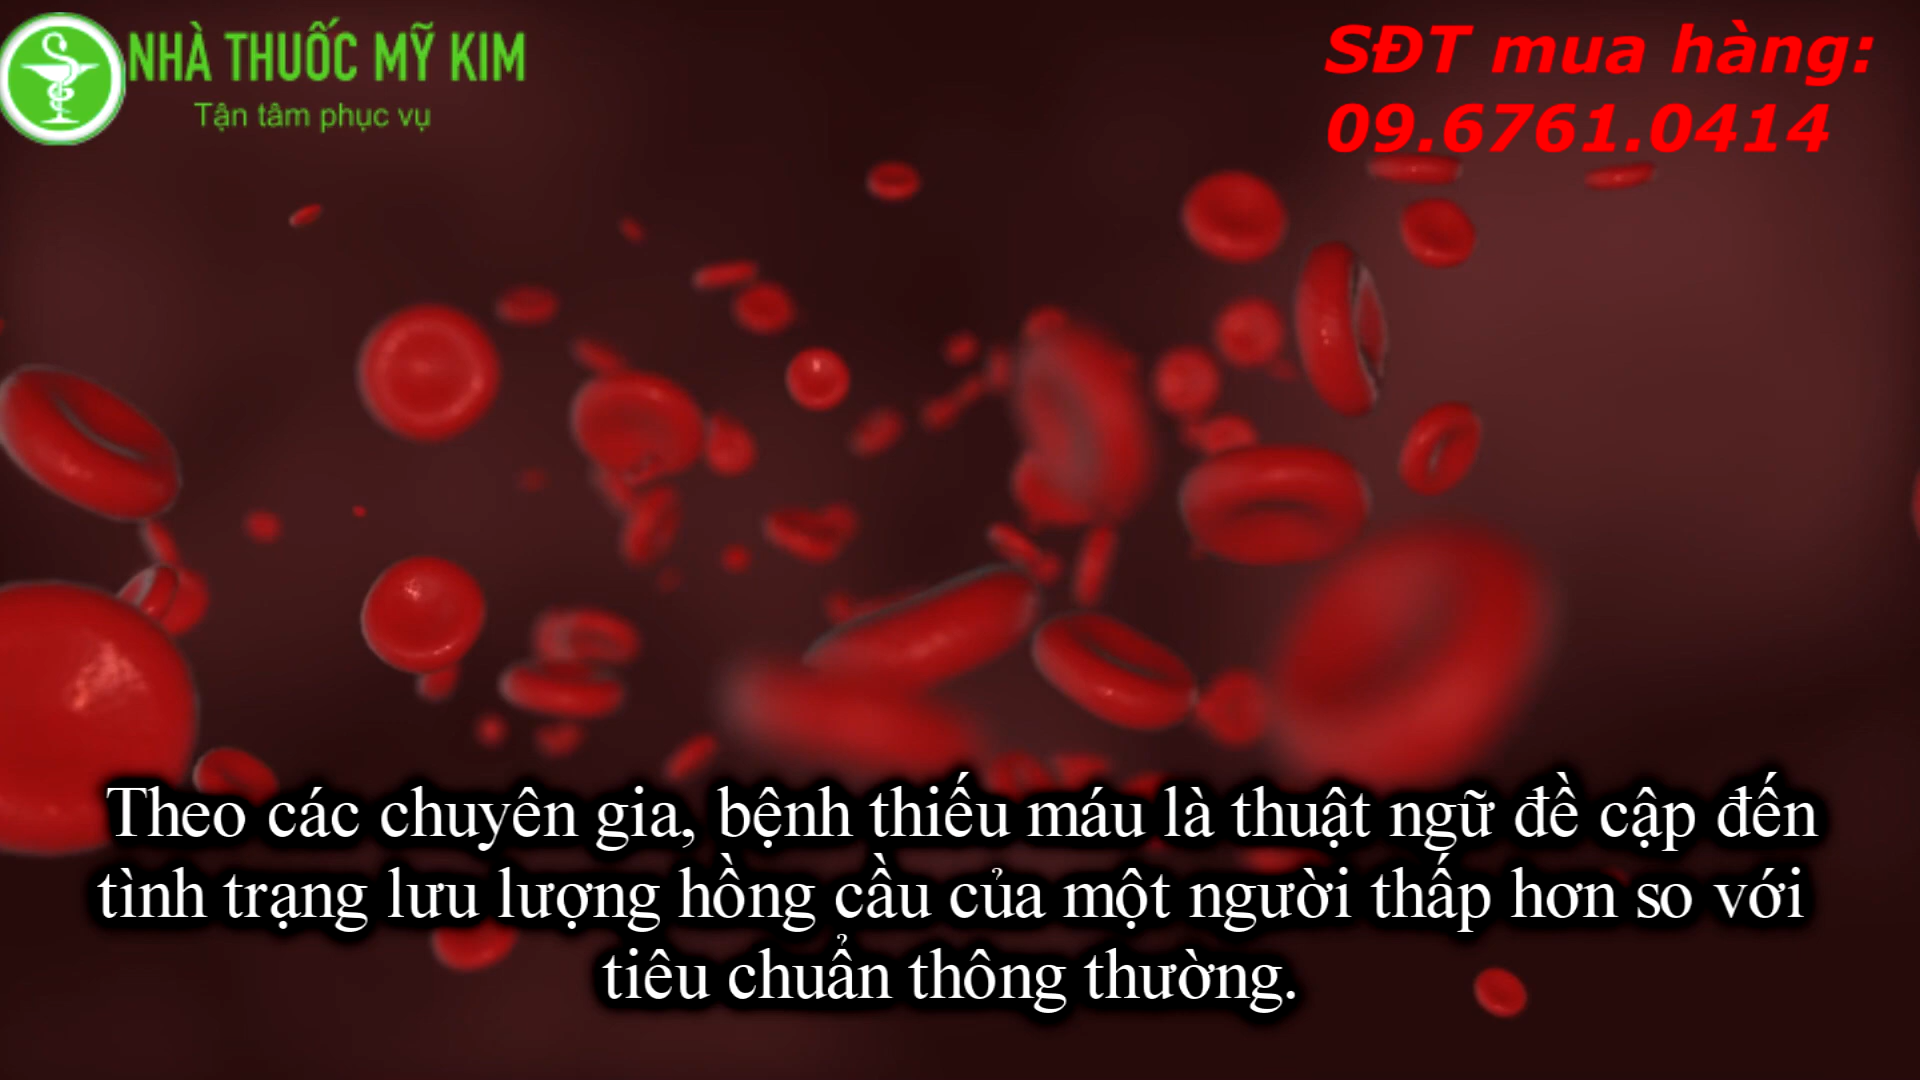 NHÀ THUỐC MỸ KIM
Tận tâm phục vụ
SĐT mua hàng:
09.6761.0414
Theo các chuyên gia, bệnh thiếu máu là thuật ngữ đề cập đến
tình trạng lưu lượng hồng cầu của một người thấp hơn so với
tiêu chuẩn thông thường.